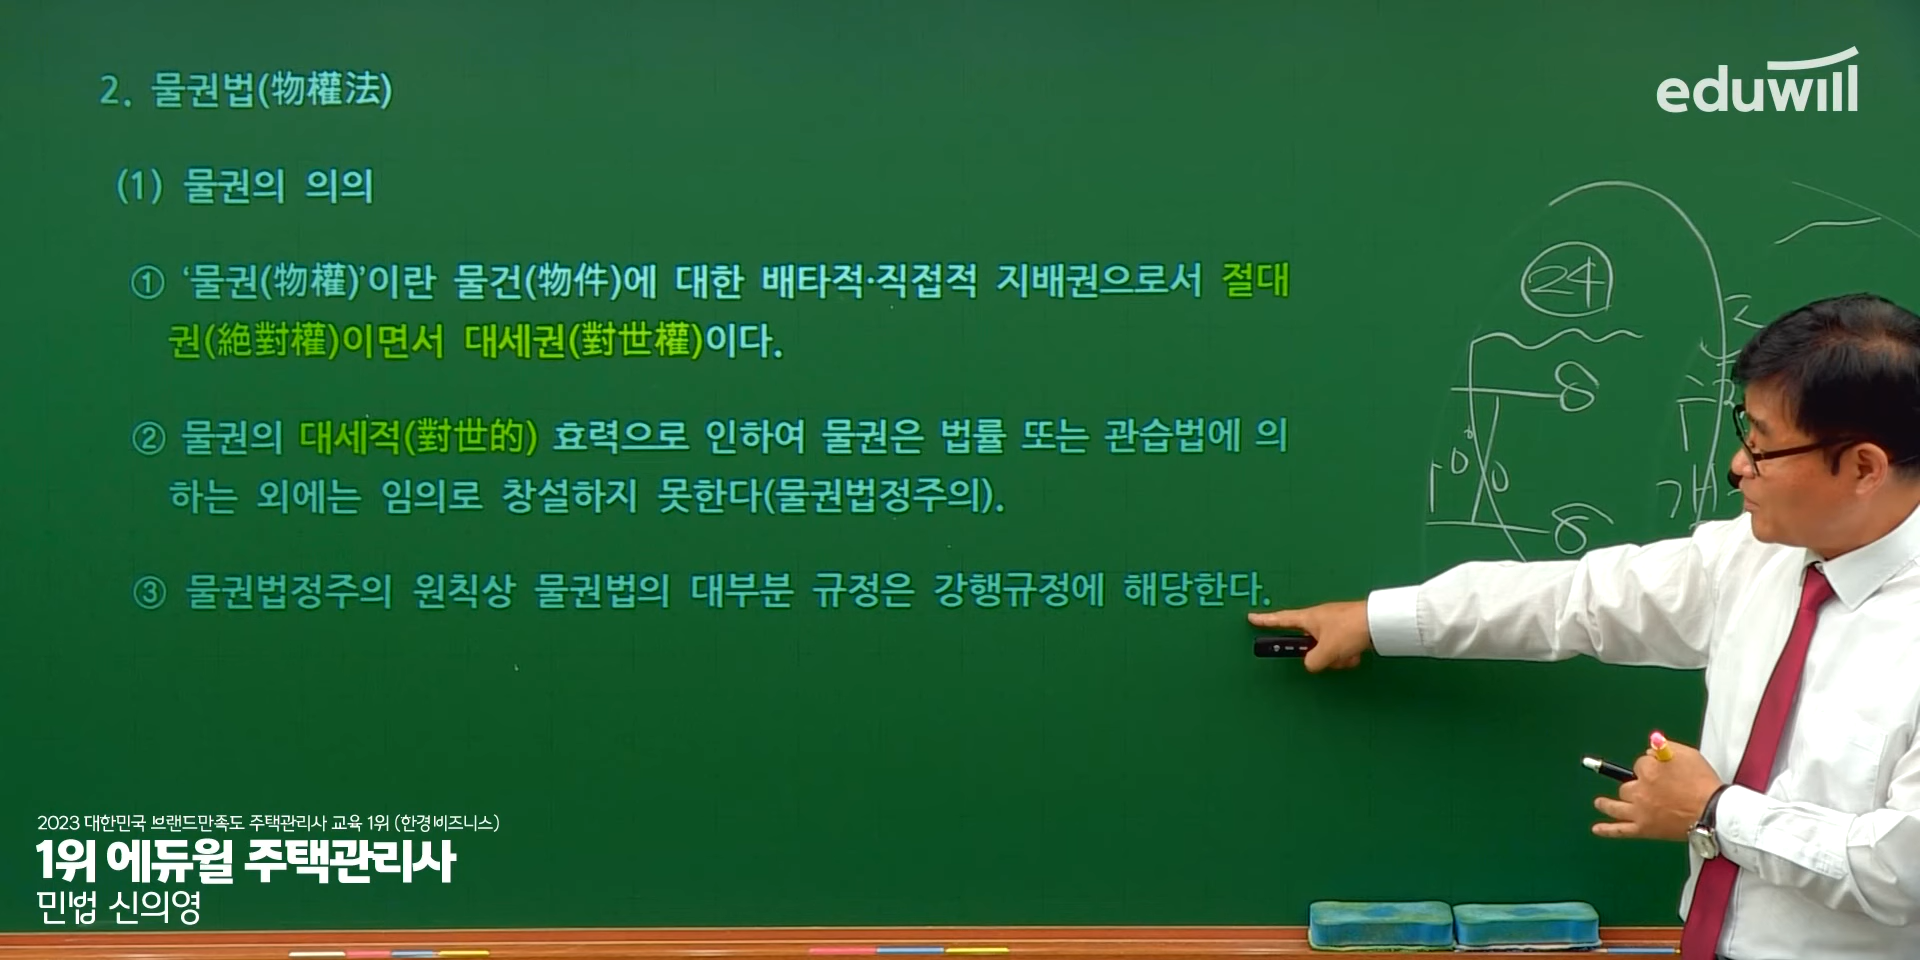 2. 물권법(物權法)
eduwill
(1) 물권의 의의
① ‘물권(物權)’이란 물건(物件)에 대한 배타적·직접적 지배권으로서 절대
권(絶對權)이면서 대세권(對世權)이다.
② 물권의 대세적(對世的) 효력으로 인하여 물권은 법률 또는 관습법에 의
하는 외에는 임의로 창설하지 못한다(물권법정주의).
③ 물권법정주의 원칙상 물권법의 대부분 규정은 강행규정에 해당한다.
24
8
8
2023 대한민국 브랜드만족도 주택관리사 교육 1위 (한경비즈니스)
1위 에듀윌 주택관리사
민법 신의영